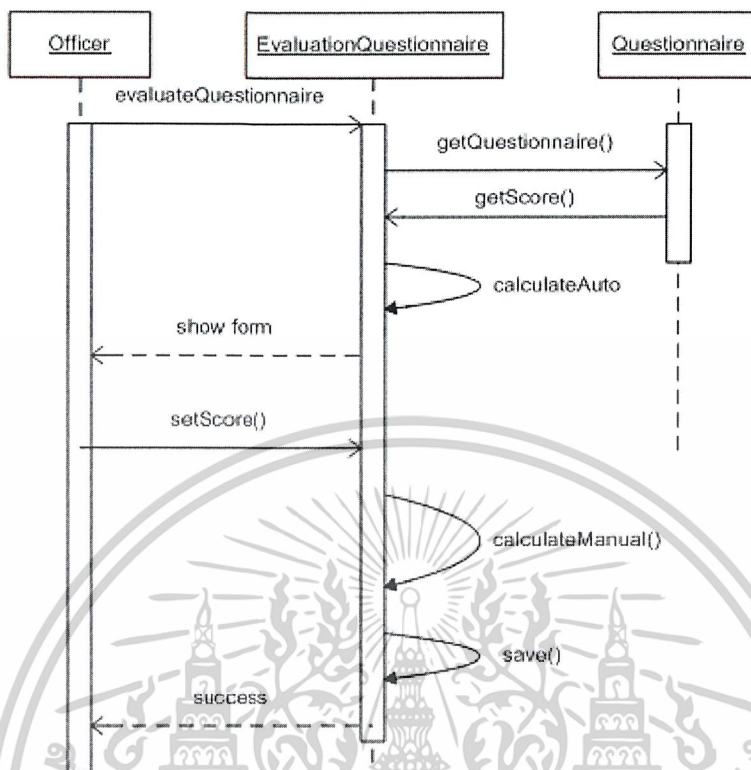 Officer
EvaluationQuestionnaire
Questionnaire
evaluateQuestionnaire
getQuestionnaire()
getScore()
calculateAuto
show form
setScore()
calculateManual()
save()
success